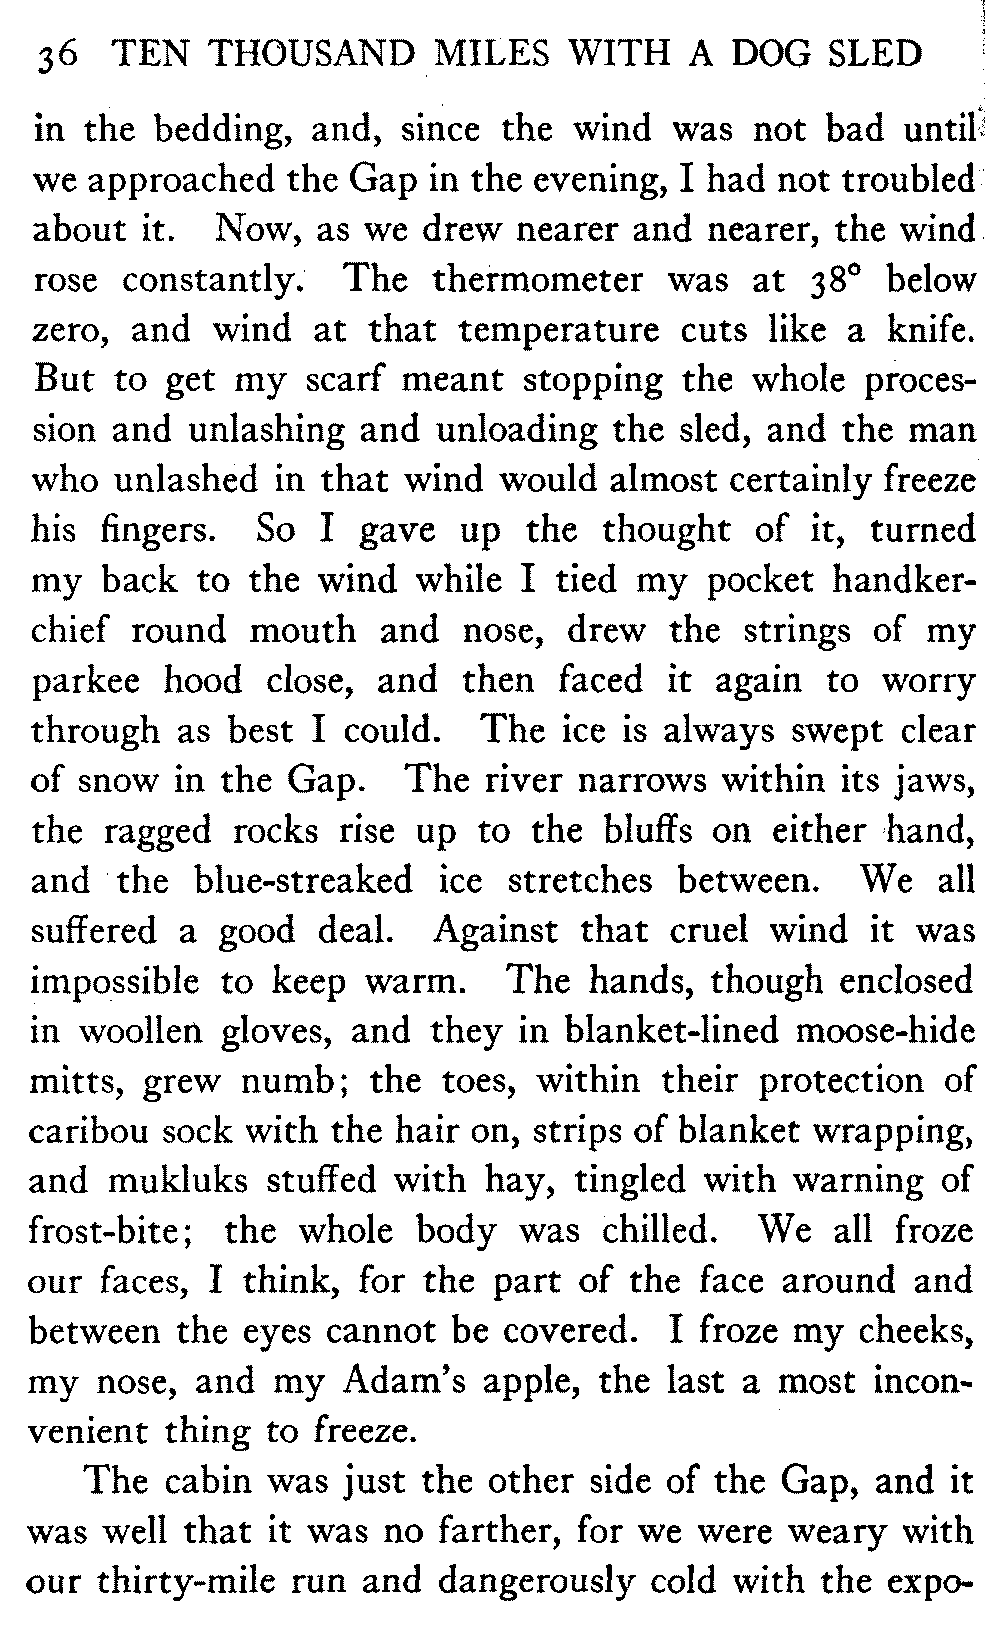 36 TEN THOUSAND MILES WITH A DOG SLED
in the bedding, and, since the wind was not bad until
we approached the Gap in the evening, I had not troubled
about it. Now, as we drew nearer and nearer, the wind
rose constantly. The thermometer was at 38° below
zero, and wind at that temperature cuts like a knife.
But to get my scarf meant stopping the whole proces-
sion and unlashing and unloading the sled, and the man
who unlashed in that wind would almost certainly freeze
his fingers. So I gave up the thought of it, turned
my back to the wind while I tied my pocket handker-
chief round mouth and nose, drew the strings of my
parkee hood close, and then faced it again to worry
through as best I could. The ice is always swept clear
of snow in the Gap. The river narrows within its jaws,
the ragged rocks rise up to the bluffs on either hand,
and the blue-streaked ice stretches between. We all
suffered a good deal. Against that cruel wind it was
impossible to keep warm. The hands, though enclosed
in woollen gloves, and they in blanket-lined moose-hide
mitts, grew numb; the toes, within their protection of
caribou sock with the hair on, strips of blanket wrapping,
and mukluks stuffed with hay, tingled with warning of
frost-bite; the whole body was chilled. We all froze
our faces, I think, for the part of the face around and
between the eyes cannot be covered. I froze my cheeks,
my nose, and my Adam's apple, the last a most incon-
venient thing to freeze.
The cabin was just the other side of the Gap, and it
was well that it was no farther, for we were weary with
our thirty-mile run and dangerously cold with the expo-